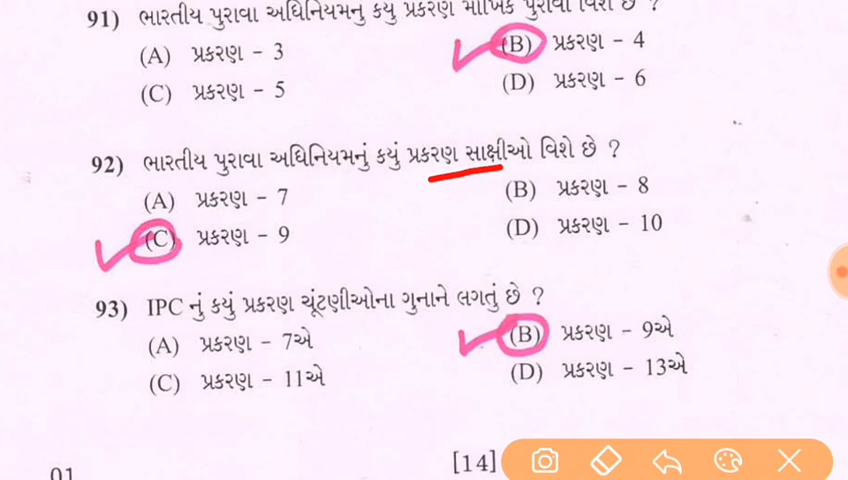 91) ભારતીય પુરાવા અધિનિયમનું કયું પ્રકરણ મૌખિક પુરાવા વિશે છે ?
(A) પ્રકરણ - 3 (B) પ્રકરણ - 4
(C) પ્રકરણ - 5 (D) પ્રકરણ - 6
92) ભારતીય પુરાવા અધિનિયમનું કયું પ્રકરણ સાક્ષીઓ વિશે છે ?
(A) પ્રકરણ - 7 (B) પ્રકરણ - 8
(C) પ્રકરણ - 9 (D) પ્રકરણ - 10
93) IPC નું કયું પ્રકરણ ચૂંટણીઓના ગુનાને લગતું છે ?
(A) પ્રકરણ - 7એ (B) પ્રકરણ - 9એ
(C) પ્રકરણ - 11એ (D) પ્રકરણ - 13એ
01 [14]